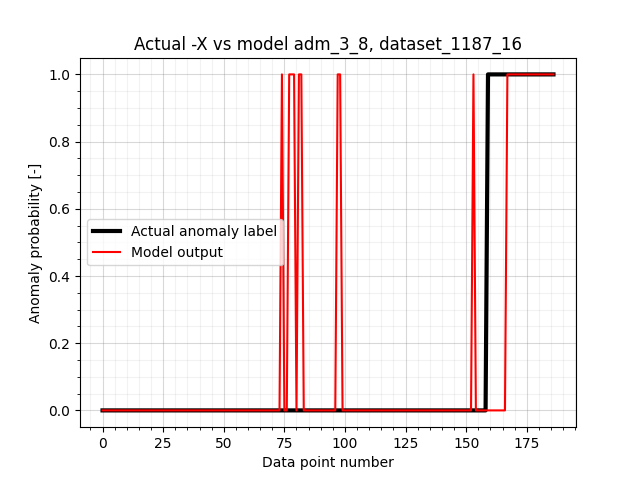 Actual -X vs model adm_3_8, dataset_1187_16
Anomaly probability [-]
1.0
0.8
0.6
0.4
0.2
0.0
Actual anomaly label
Model output
0 25 50 75 100 125 150 175
Data point number